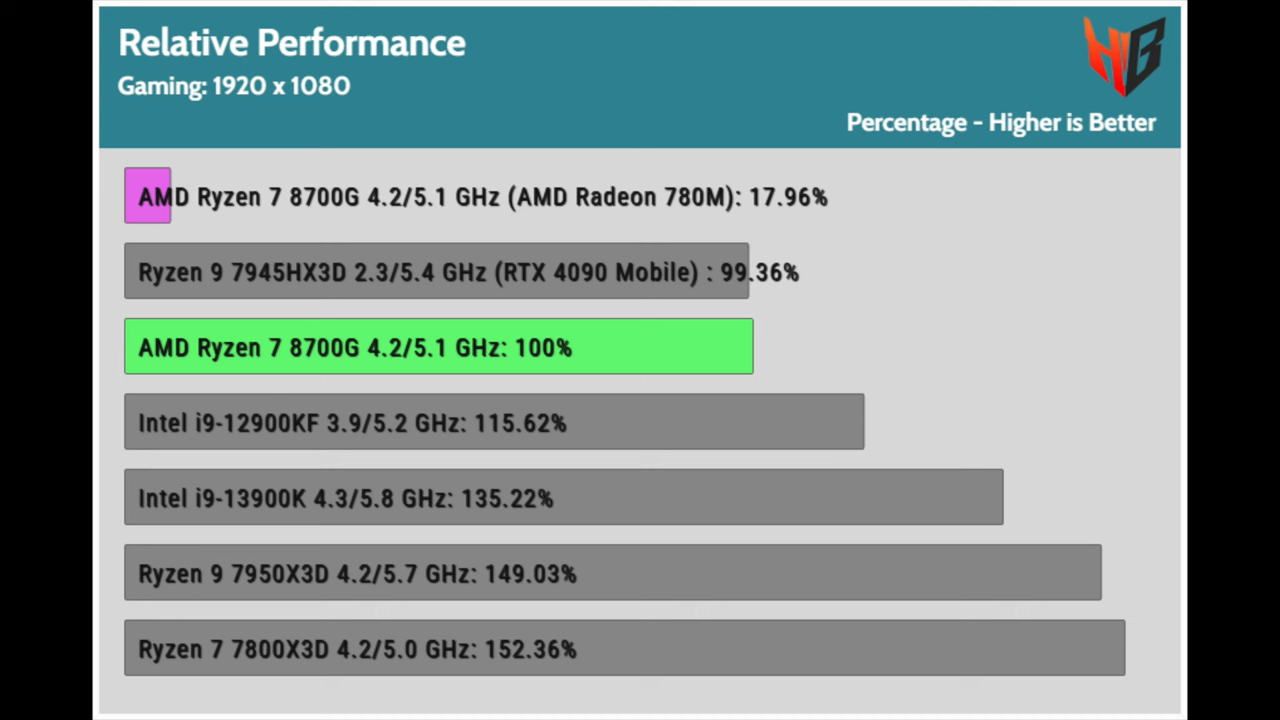 Relative Performance
Gaming: 1920 x 1080
HB
Percentage - Higher is Better
AMD Ryzen 7 8700G 4.2/5.1 GHz (AMD Radeon 780M): 17.96%
Ryzen 9 7945HX3D 2.3/5.4 GHz (RTX 4090 Mobile) : 99.36%
AMD Ryzen 7 8700G 4.2/5.1 GHz: 100%
Intel i9-12900KF 3.9/5.2 GHz: 115.62%
Intel i9-13900K 4.3/5.8 GHz: 135.22%
Ryzen 9 7950X3D 4.2/5.7 GHz: 149.03%
Ryzen 7 7800X3D 4.2/5.0 GHz: 152.36%